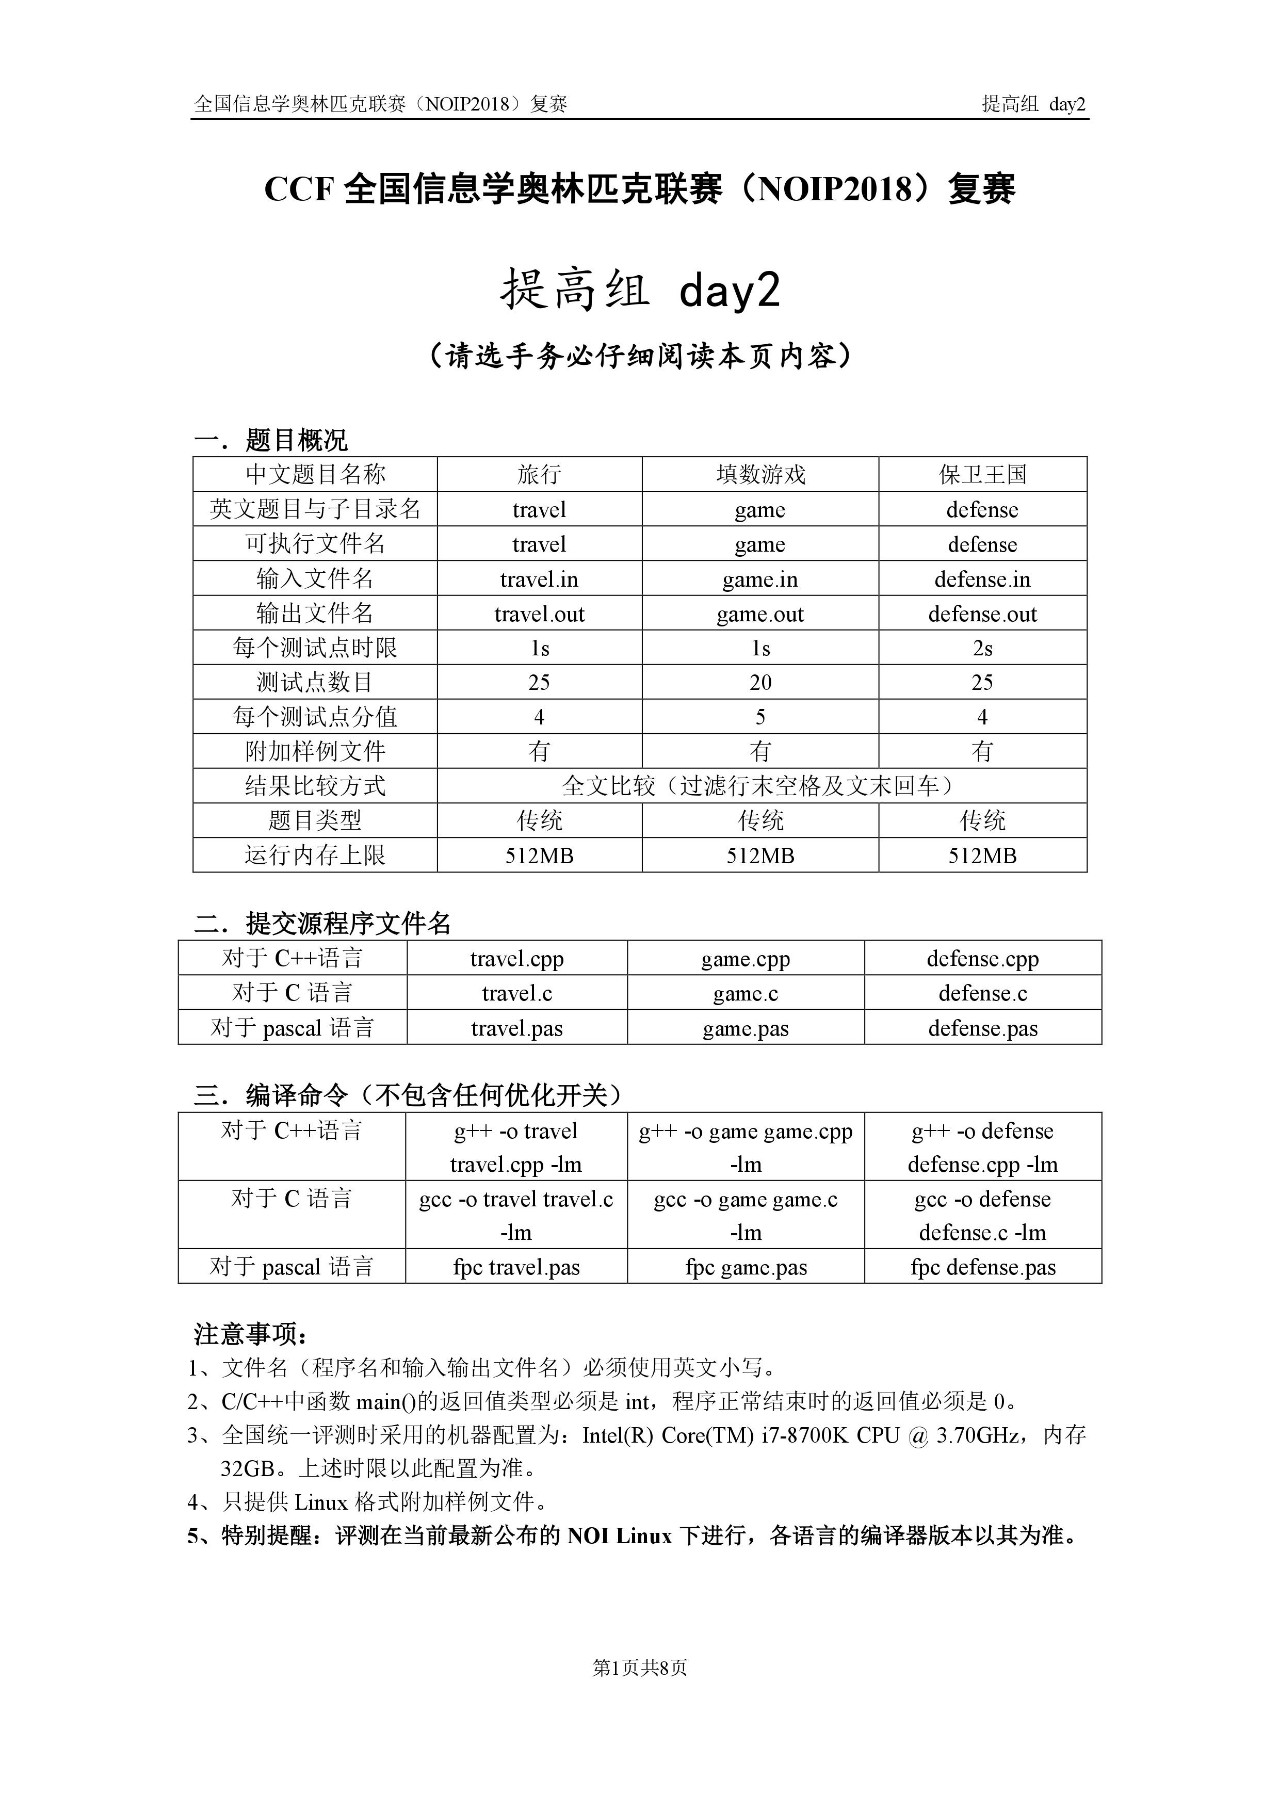 全国信息学奥林匹克联赛（NOIP2018）复赛 提高组 day2
CCF 全国信息学奥林匹克联赛（NOIP2018）复赛
提高组 day2
（请选手务必仔细阅读本页内容）
一．题目概况
中文题目名称 旅行 填数游戏 保卫王国
英文题目与子目录名 travel game defense
可执行文件名 travel game defense
输入文件名 travel.in game.in defense.in
输出文件名 travel.out game.out defense.out
每个测试点时限 1s 1s 2s
测试点数目 25 20 25
每个测试点分值 4 5 4
附加样例文件 有 有 有
结果比较方式 全文比较（过滤行末空格及文末回车）
题目类型 传统 传统 传统
运行内存上限 512MB 512MB 512MB
二．提交源程序文件名
对于 C++语言 travel.cpp game.cpp defense.cpp
对于 C 语言 travel.c game.c defense.c
对于 pascal 语言 travel.pas game.pas defense.pas
三．编译命令（不包含任何优化开关）
对于 C++语言 g++ -o travel g++ -o game game.cpp g++ -o defense
travel.cpp -lm -lm defense.cpp -lm
对于 C 语言 gcc -o travel travel.c gcc -o game game.c gcc -o defense
-lm -lm defense.c -lm
对于 pascal 语言 fpc travel.pas fpc game.pas fpc defense.pas
注意事项：
1、文件名（程序名和输入输出文件名）必须使用英文小写。
2、C/C++中函数 main()的返回值类型必须是 int，程序正常结束时的返回值必须是 0。
3、全国统一评测时采用的机器配置为：Intel(R) Core(TM) i7-8700K CPU @ 3.70GHz，内存
32GB。上述时限以此配置为准。
4、只提供 Linux 格式附加样例文件。
5、特别提醒：评测在当前最新公布的 NOI Linux 下进行，各语言的编译器版本以其为准。
第1页共8页